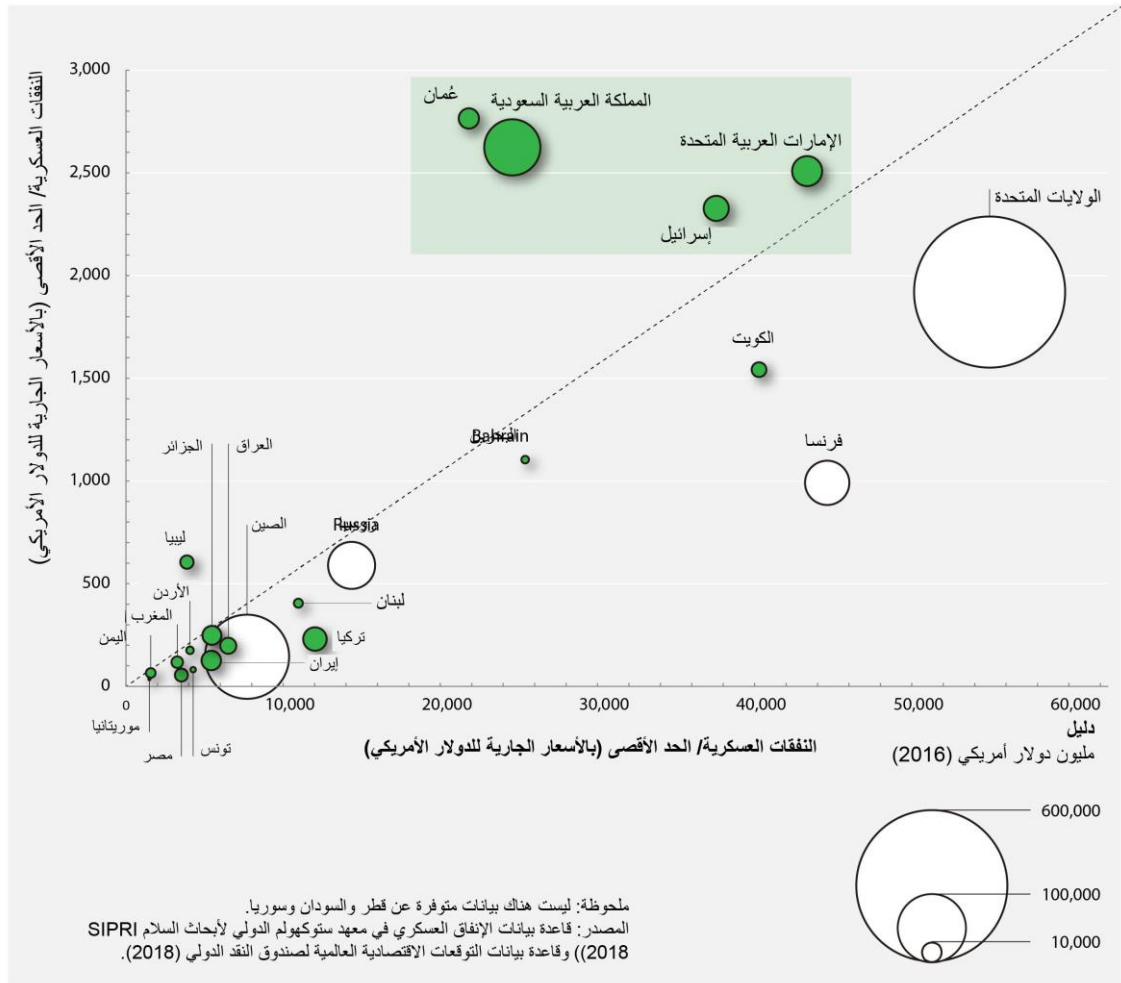 النفقات العسكرية/ الحد الأقصى (بالأسعار الجارية للدولار الأمريكي)
3,000
2,500
2,000
1,500
1,000
500
0
عُمان
المملكة العربية السعودية
الإمارات العربية المتحدة
إسرائيل
الولايات المتحدة
الكويت
Bahrain
فرنسا
الجزائر
العراق
الصين
Russia
ليبيا
الأردن
المغرب
اليمن
لبنان
تركيا
إيران
موريتانيا
مصر
تونس
0
10,000
20,000
30,000
40,000
50,000
60,000
النفقات العسكرية/ الحد الأقصى (بالأسعار الجارية للدولار الأمريكي)
دليل
مليون دولار أمريكي (2016)
600,000
100,000
10,000
ملحوظة: ليست هناك بيانات متوفرة عن قطر والسودان وسوريا.
المصدر: قاعدة بيانات الإنفاق العسكري في معهد ستوكهولم الدولي لأبحاث السلام SIPRI
2018)) وقاعدة بيانات التوقعات الاقتصادية العالمية لصندوق النقد الدولي (2018).